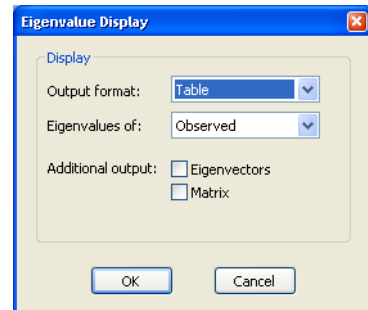 Eigenvalue Display
Display
Output format: Table
Eigenvalues of: Observed
Additional output: Eigenvectors
Matrix
OK Cancel